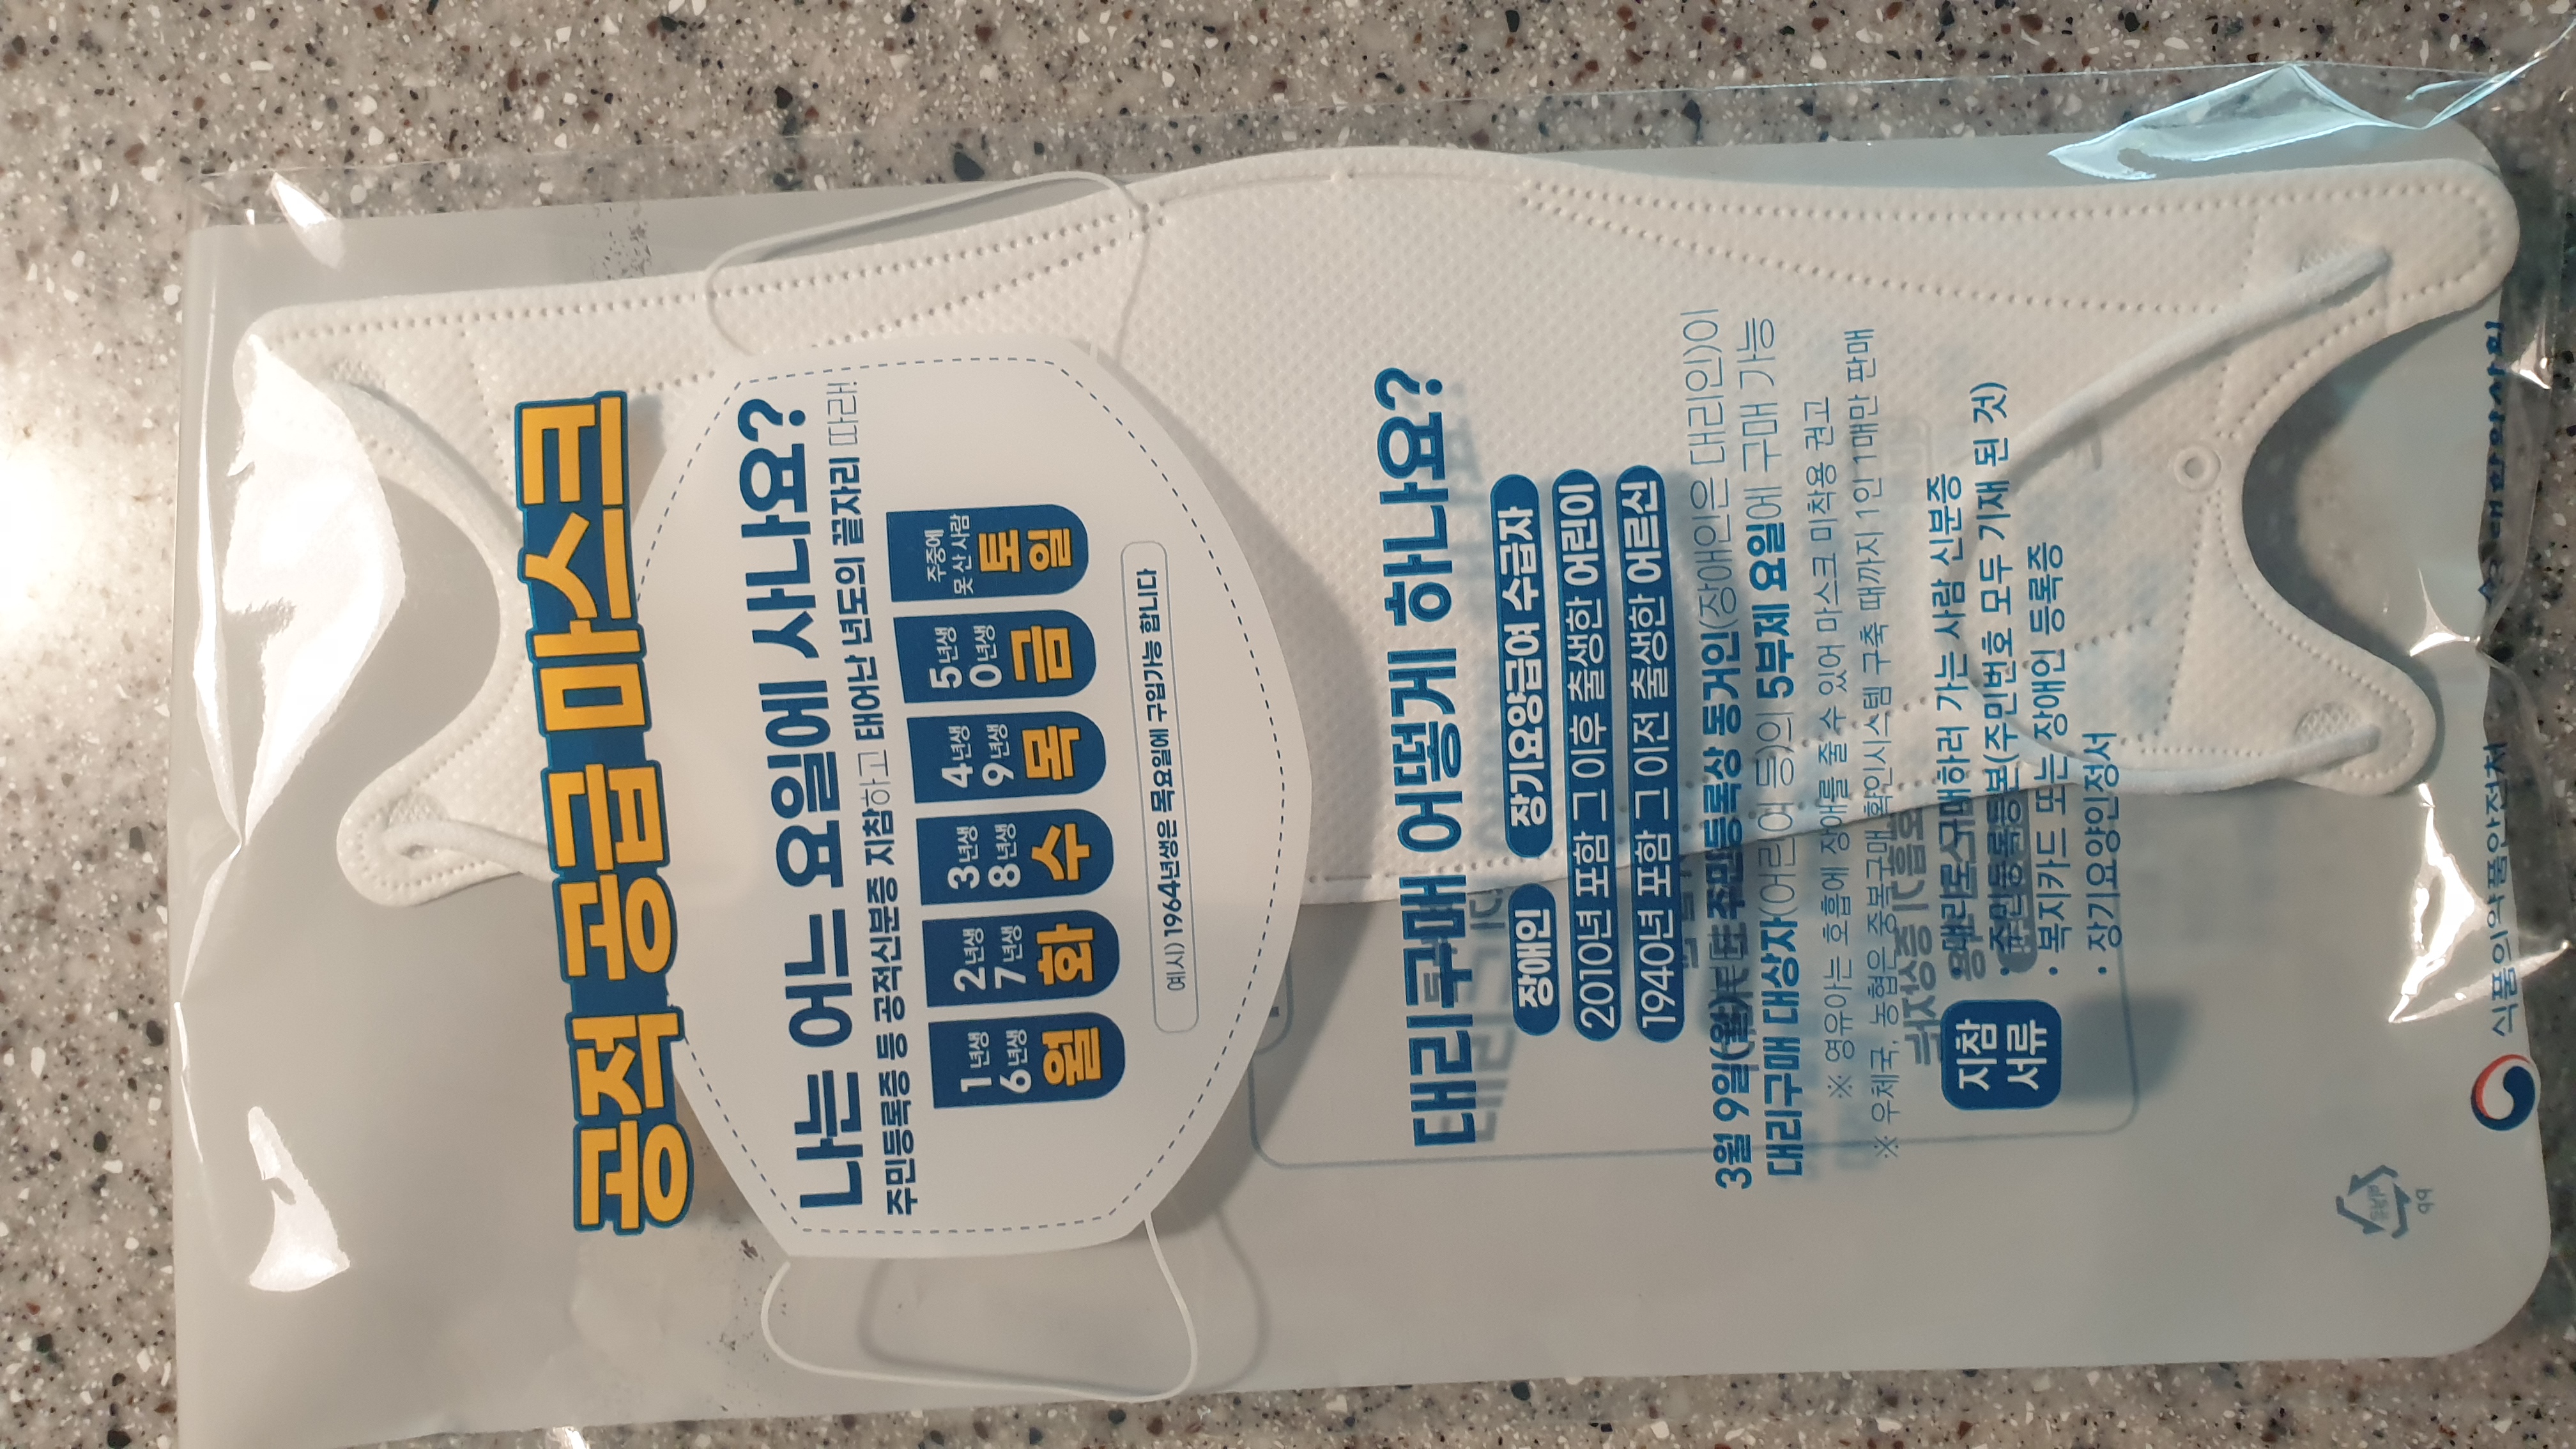 공적 공급 마스크
나는 어느 요일에 사나요?
주민등록증 등 공적신분증 지참하고 태어난 년도의 끝자리 따라!
1년생 6년생 월
2년생 7년생 화
3년생 8년생 수
4년생 9년생 목
5년생 0년생 금
주중에 못 산 사람 토 일
예시) 1964년생은 목요일에 구입가능 합니다
대리구매 어떻게 하나요?
장애인 장기요양급여 수급자
2010년 포함 그 이후 출생한 어린이
1940년 포함 그 이전 출생한 어르신
3월 9일(월)부터 주민등록상 동거인(장애인은 대리인)이
대리구매 대상자(어린이 등)의 5부제 요일에 구매 가능
※ 영유아는 호흡에 장애를 줄 수 있어 마스크 미착용 권고
※ 우체국, 농협은 중복구매 확인시스템 구축 때까지 1인 1매만 판매
지참
서류
• 대리로 구매하러 가는 사람 신분증
• 주민등록등본(주민번호 모두 기재 된 것)
• 복지카드 또는 장애인 등록증
• 장기요양인정서
식품의약품안전처